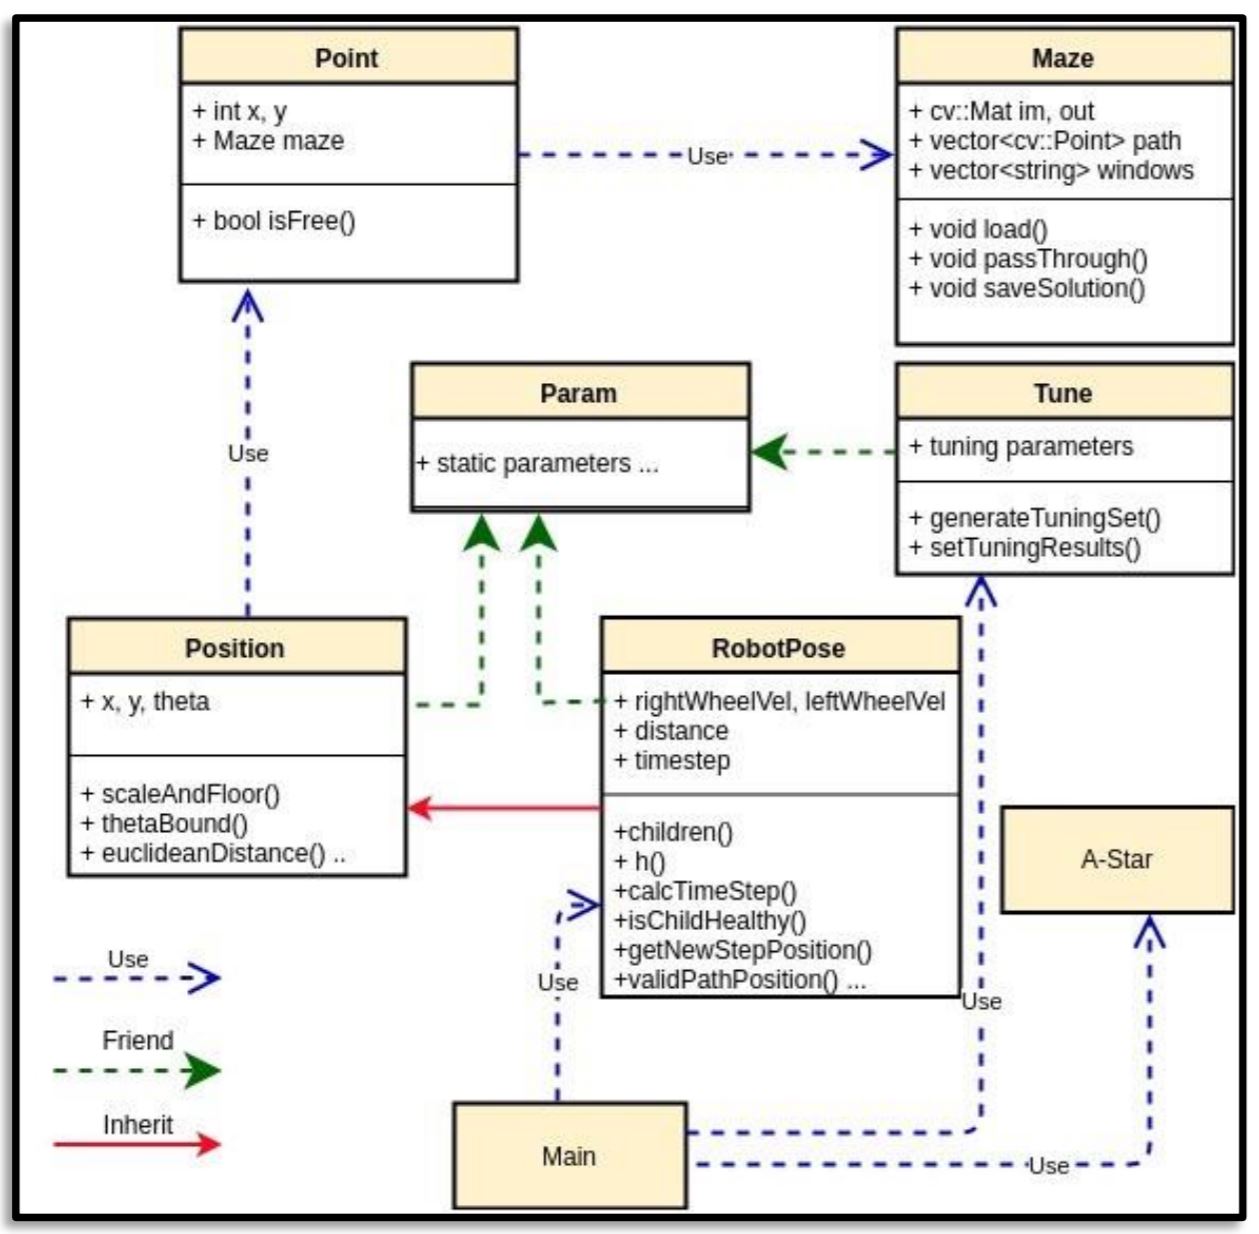 Point
+ int x, y
+ Maze maze
+ bool isFree()
Use
Maze
+ cv::Mat im, out
+ vector<cv::Point> path
+ vector<string> windows
+ void load()
+ void passThrough()
+ void saveSolution()
Use
Param
+ static parameters ...
Tune
+ tuning parameters
+ generateTuningSet()
+ setTuningResults()
Position
+ x, y, theta
+ scaleAndFloor()
+ thetaBound()
+ euclideanDistance() ..
RobotPose
+ rightWheelVel, leftWheelVel
+ distance
+ timestep
+children()
+ h()
+calcTimeStep()
+isChildHealthy()
+getNewStepPosition()
+validPathPosition() ...
A-Star
Use
Friend
Inherit
Use
Use
Main
Use